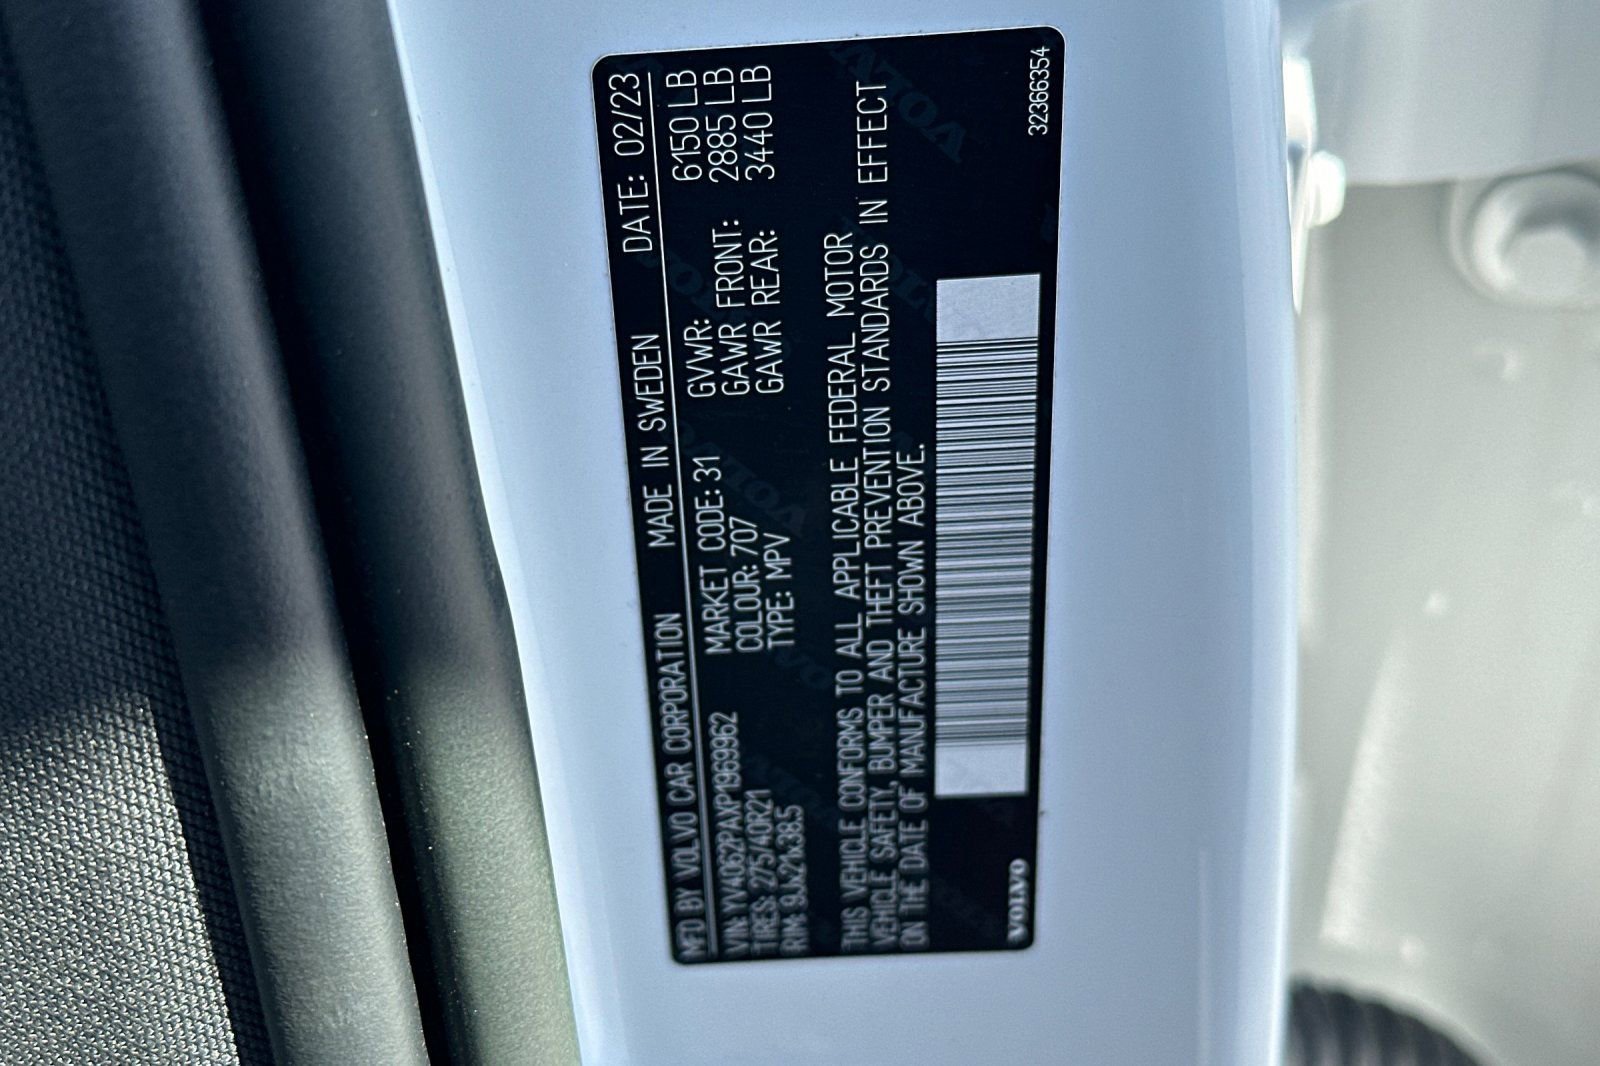 MFD BY VOLVO CAR CORPORATION MADE IN SWEDEN DATE: 02/23
VIN: YV4062PAXP1969962 MARKET CODE: 31 GVWR: 6150 LB
TIRES: 275/40R21 COLOUR: 707 GAWR FRONT: 2885 LB
RIM: 9Jx21x38.5 TYPE: MPV GAWR REAR: 3440 LB
THIS VEHICLE CONFORMS TO ALL APPLICABLE FEDERAL MOTOR
VEHICLE SAFETY, BUMPER AND THEFT PREVENTION STANDARDS IN EFFECT
ON THE DATE OF MANUFACTURE SHOWN ABOVE.
VOLVO 32366354